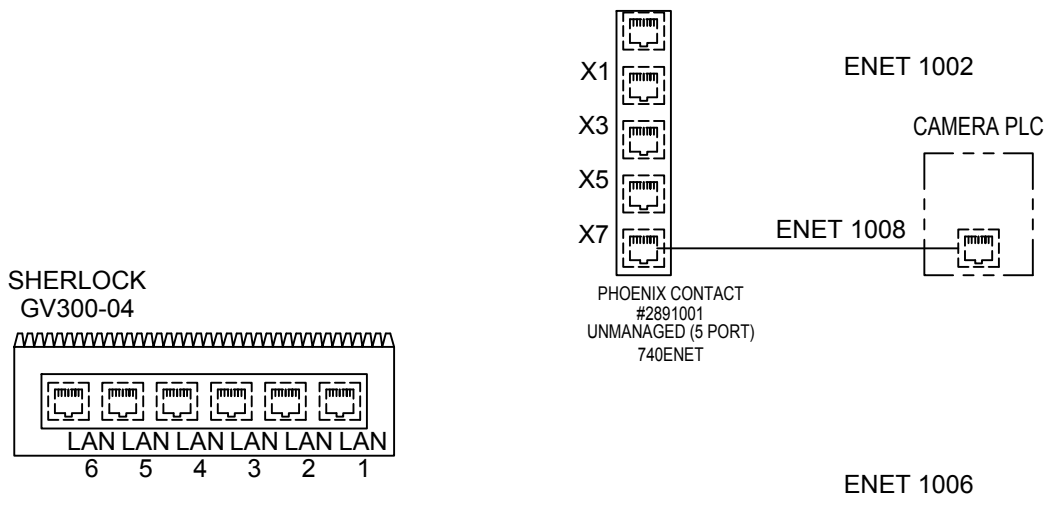 X1
ENET 1002
X3
CAMERA PLC
X5
X7
ENET 1008
SHERLOCK
GV300-04
PHOENIX CONTACT
#2891001
UNMANAGED (5 PORT)
740ENET
LAN LAN LAN LAN LAN LAN
6 5 4 3 2 1
ENET 1006